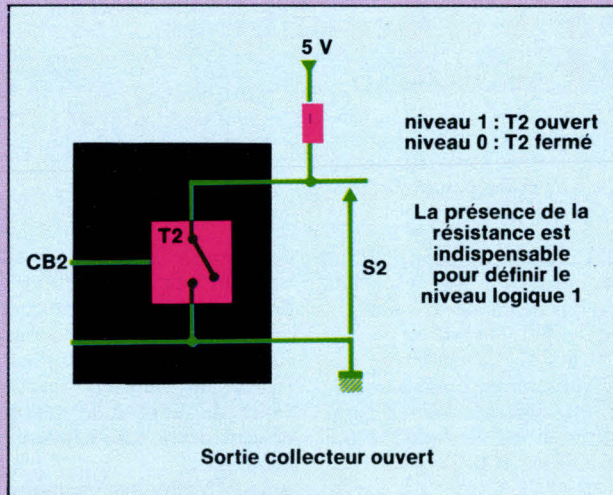 5 V
niveau 1 : T2 ouvert
niveau 0 : T2 fermé
T2
La présence de la
résistance est
indispensable
pour définir le
niveau logique 1
CB2
S2
Sortie collecteur ouvert